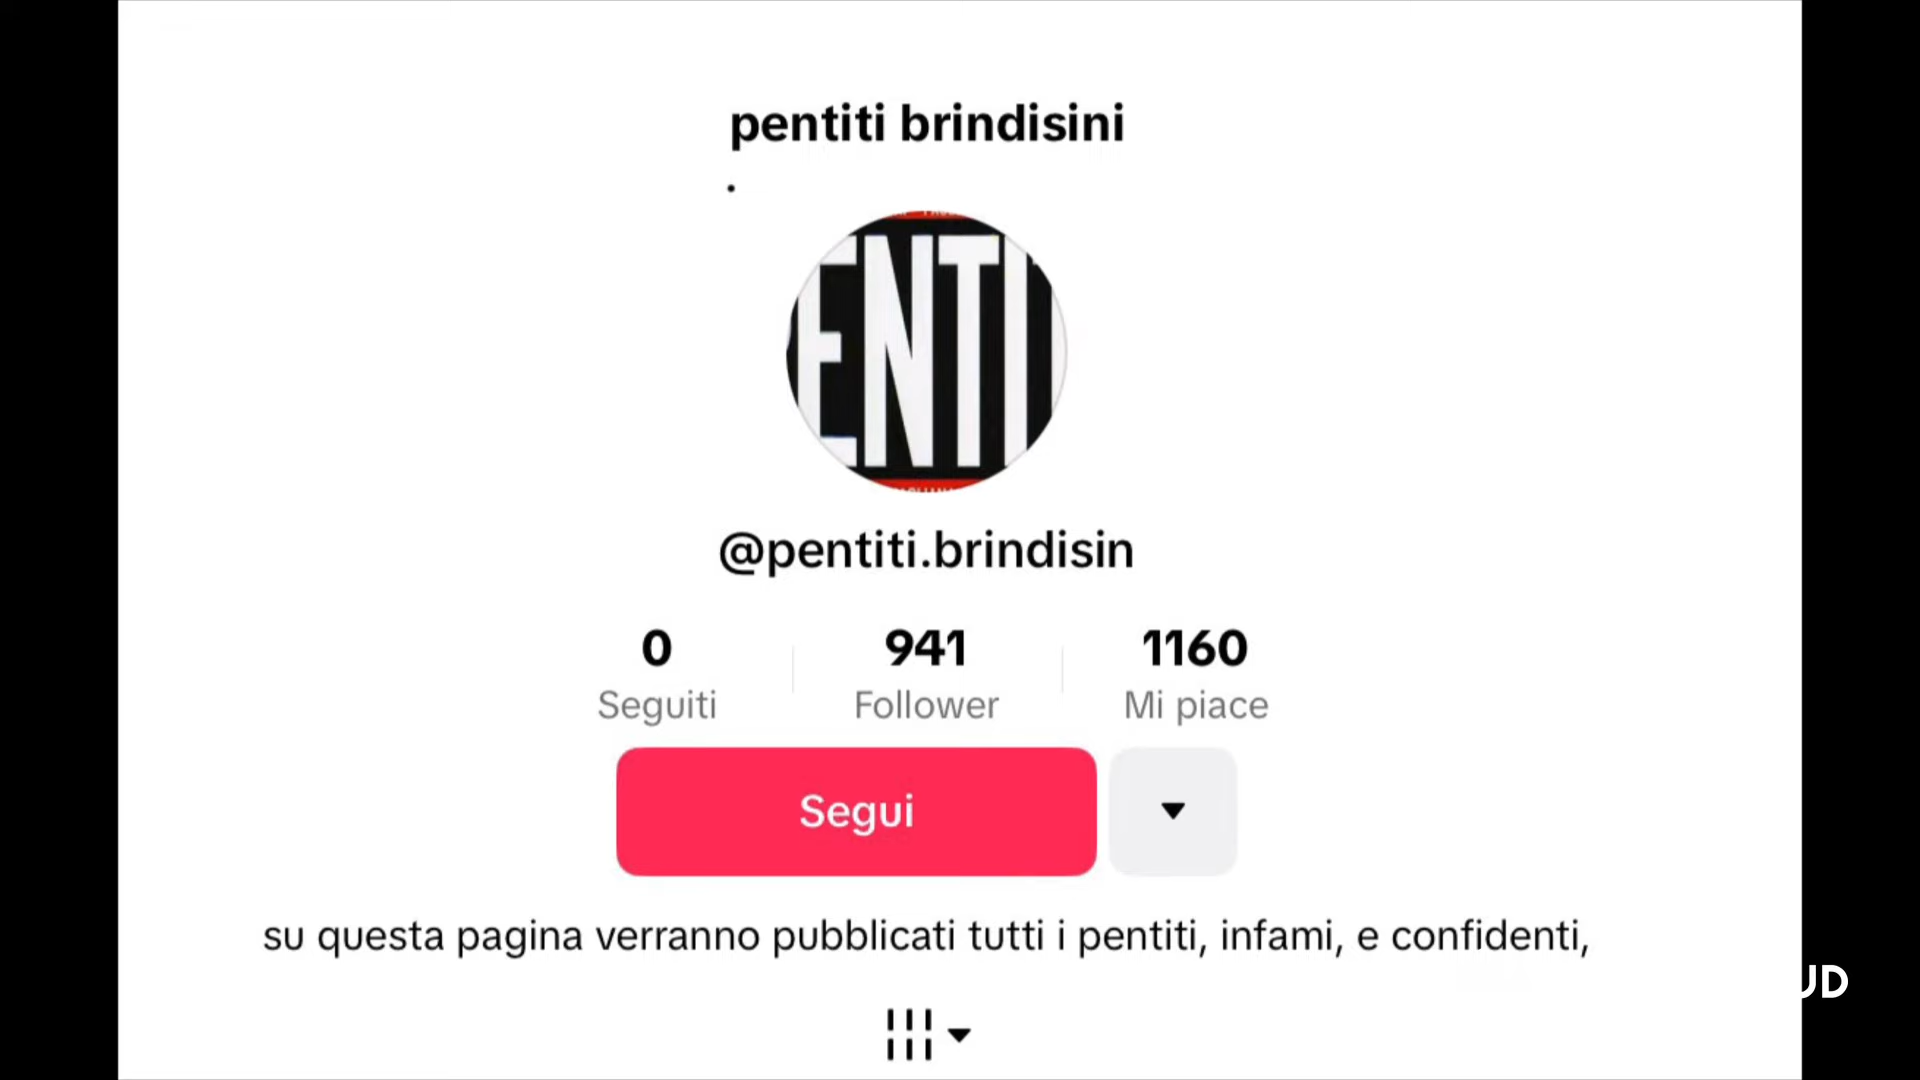 pentiti brindisini
.
ENTI
@pentiti.brindisin
0 941 1160
Seguiti Follower Mi piace
Segui
su questa pagina verranno pubblicati tutti i pentiti, infami, e confidenti,
UD